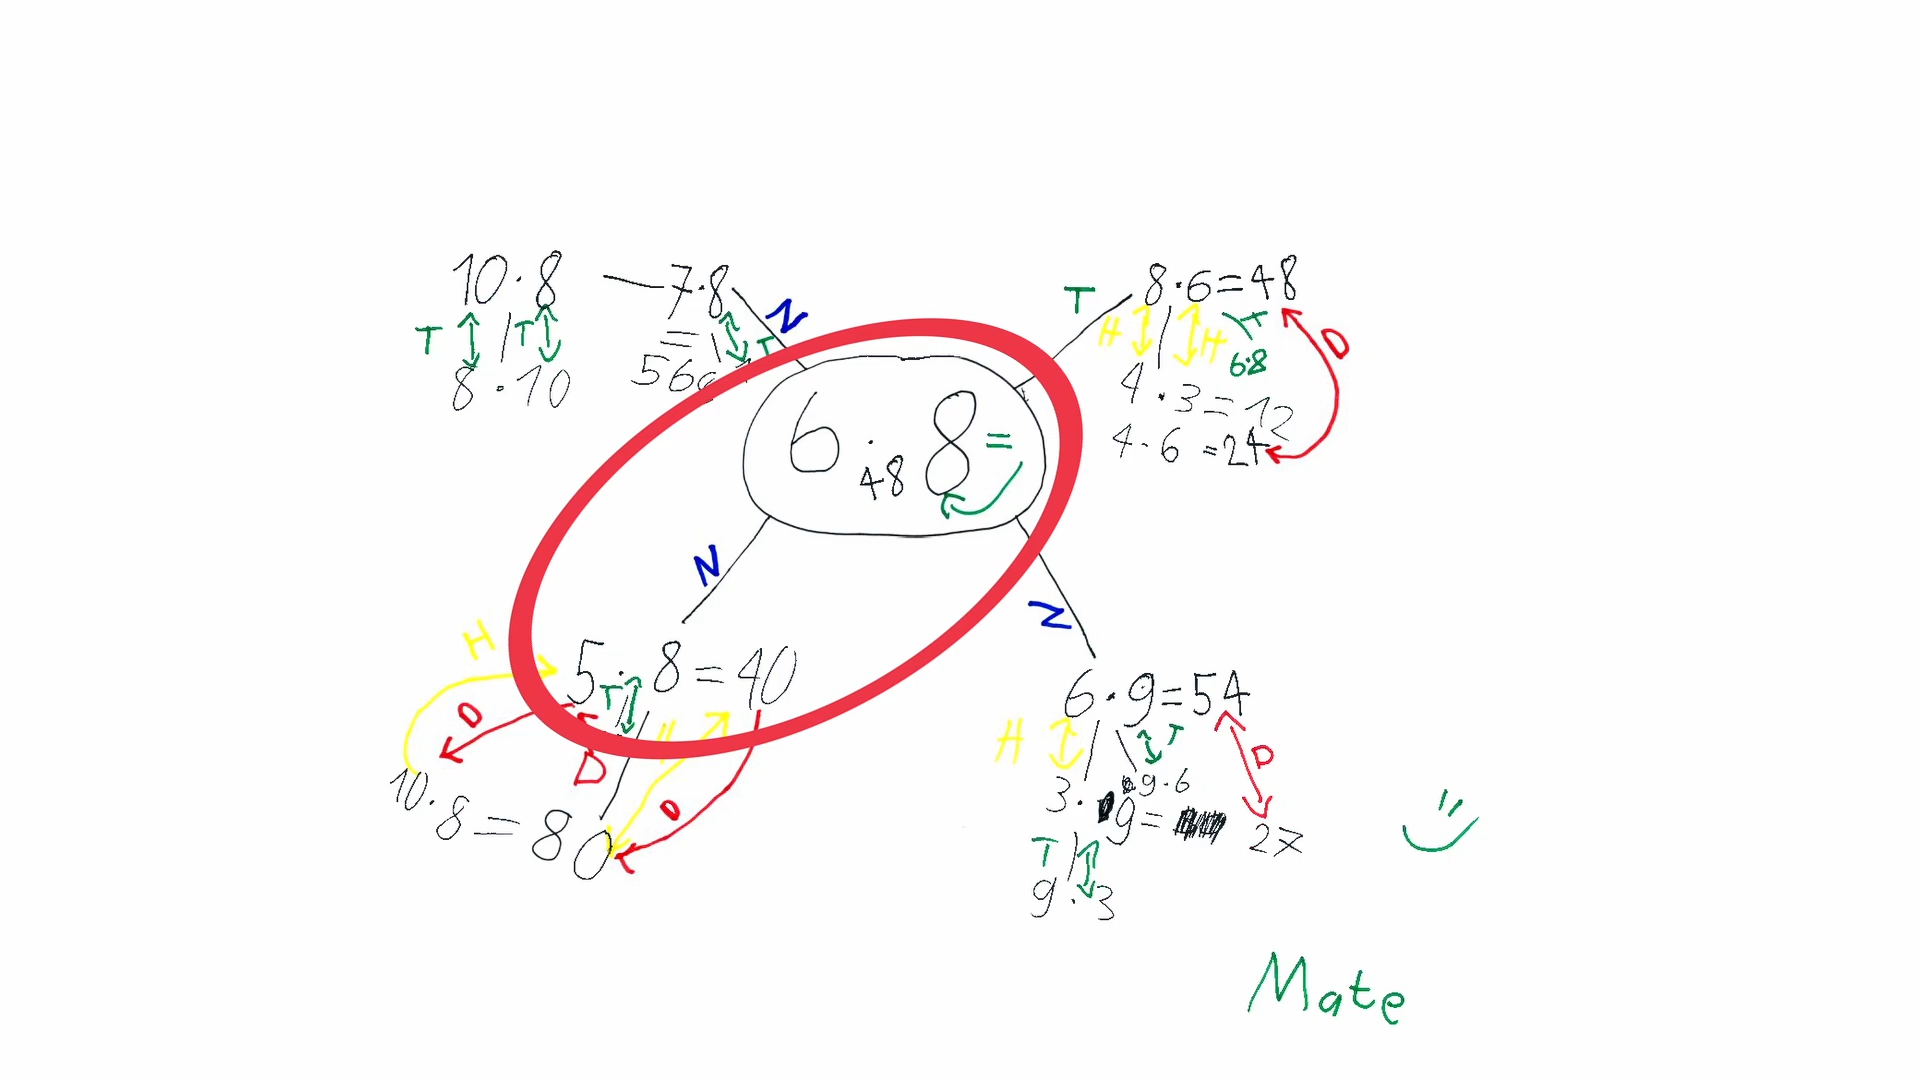 10·8
T T
8·10
7·8
=
56
T
N
T
8·6=48
H H T D
6·8
4·3=12
4·6=24
6·8=
48
N
N
H
5·8=40
T
D D H D
10·8=80
6·9=54
H T D
9·6
3·9= 27
T
9·3
Mate